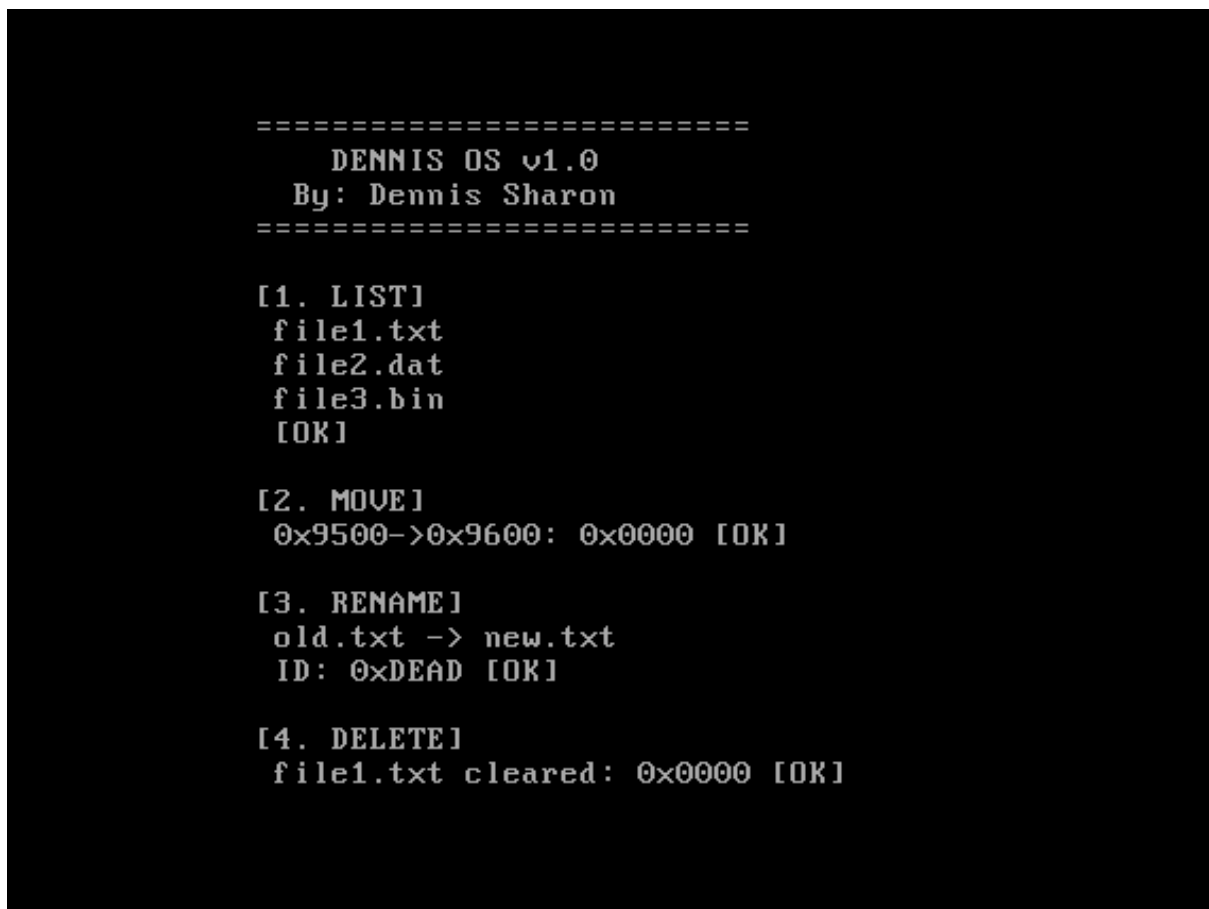 ==========================
DENNIS OS v1.0
By: Dennis Sharon
==========================
[1. LIST]
file1.txt
file2.dat
file3.bin
[OK]
[2. MOVE]
0x9500->0x9600: 0x0000 [OK]
[3. RENAME]
old.txt -> new.txt
ID: 0xDEAD [OK]
[4. DELETE]
file1.txt cleared: 0x0000 [OK]